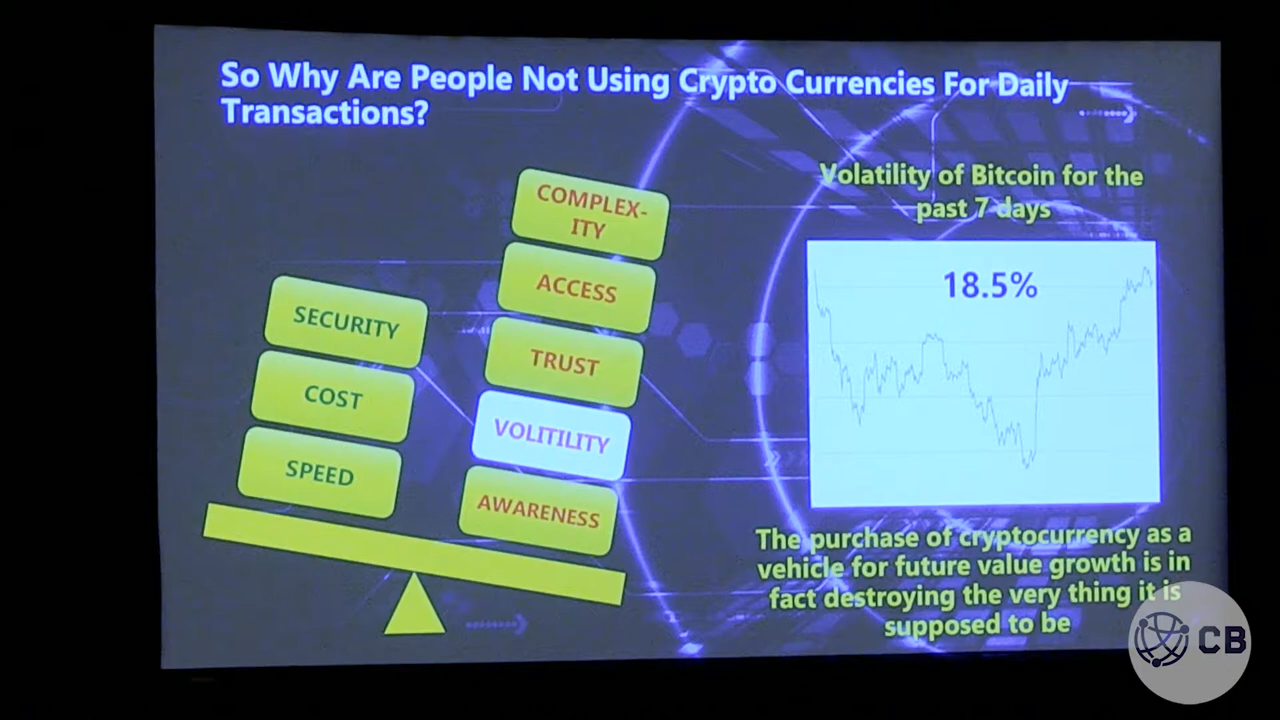 So Why Are People Not Using Crypto Currencies For Daily
Transactions?
COMPLEX-
ITY
ACCESS
TRUST
VOLITILITY
AWARENESS
SECURITY
COST
SPEED
Volatility of Bitcoin for the
past 7 days
18.5%
The purchase of cryptocurrency as a
vehicle for future value growth is in
fact destroying the very thing it is
supposed to be
CB